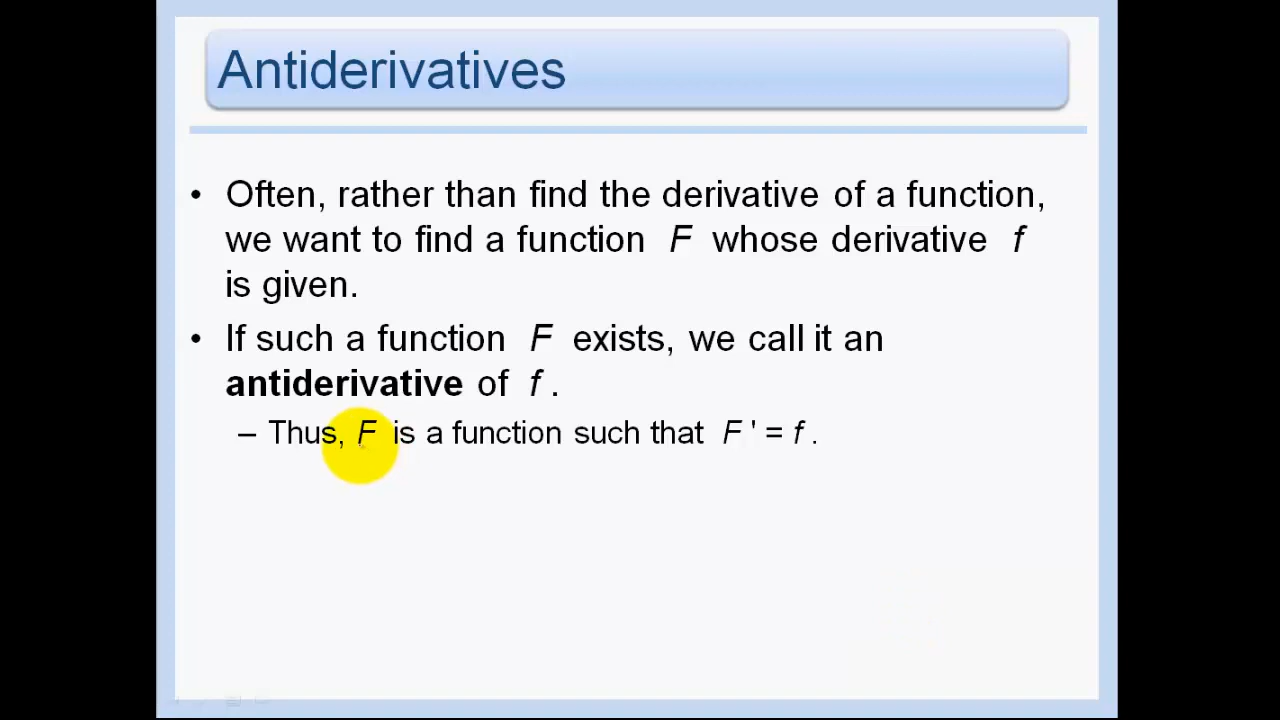 Antiderivatives
• Often, rather than find the derivative of a function,
we want to find a function F whose derivative f
is given.
• If such a function F exists, we call it an
antiderivative of f .
– Thus, F is a function such that F ' = f .